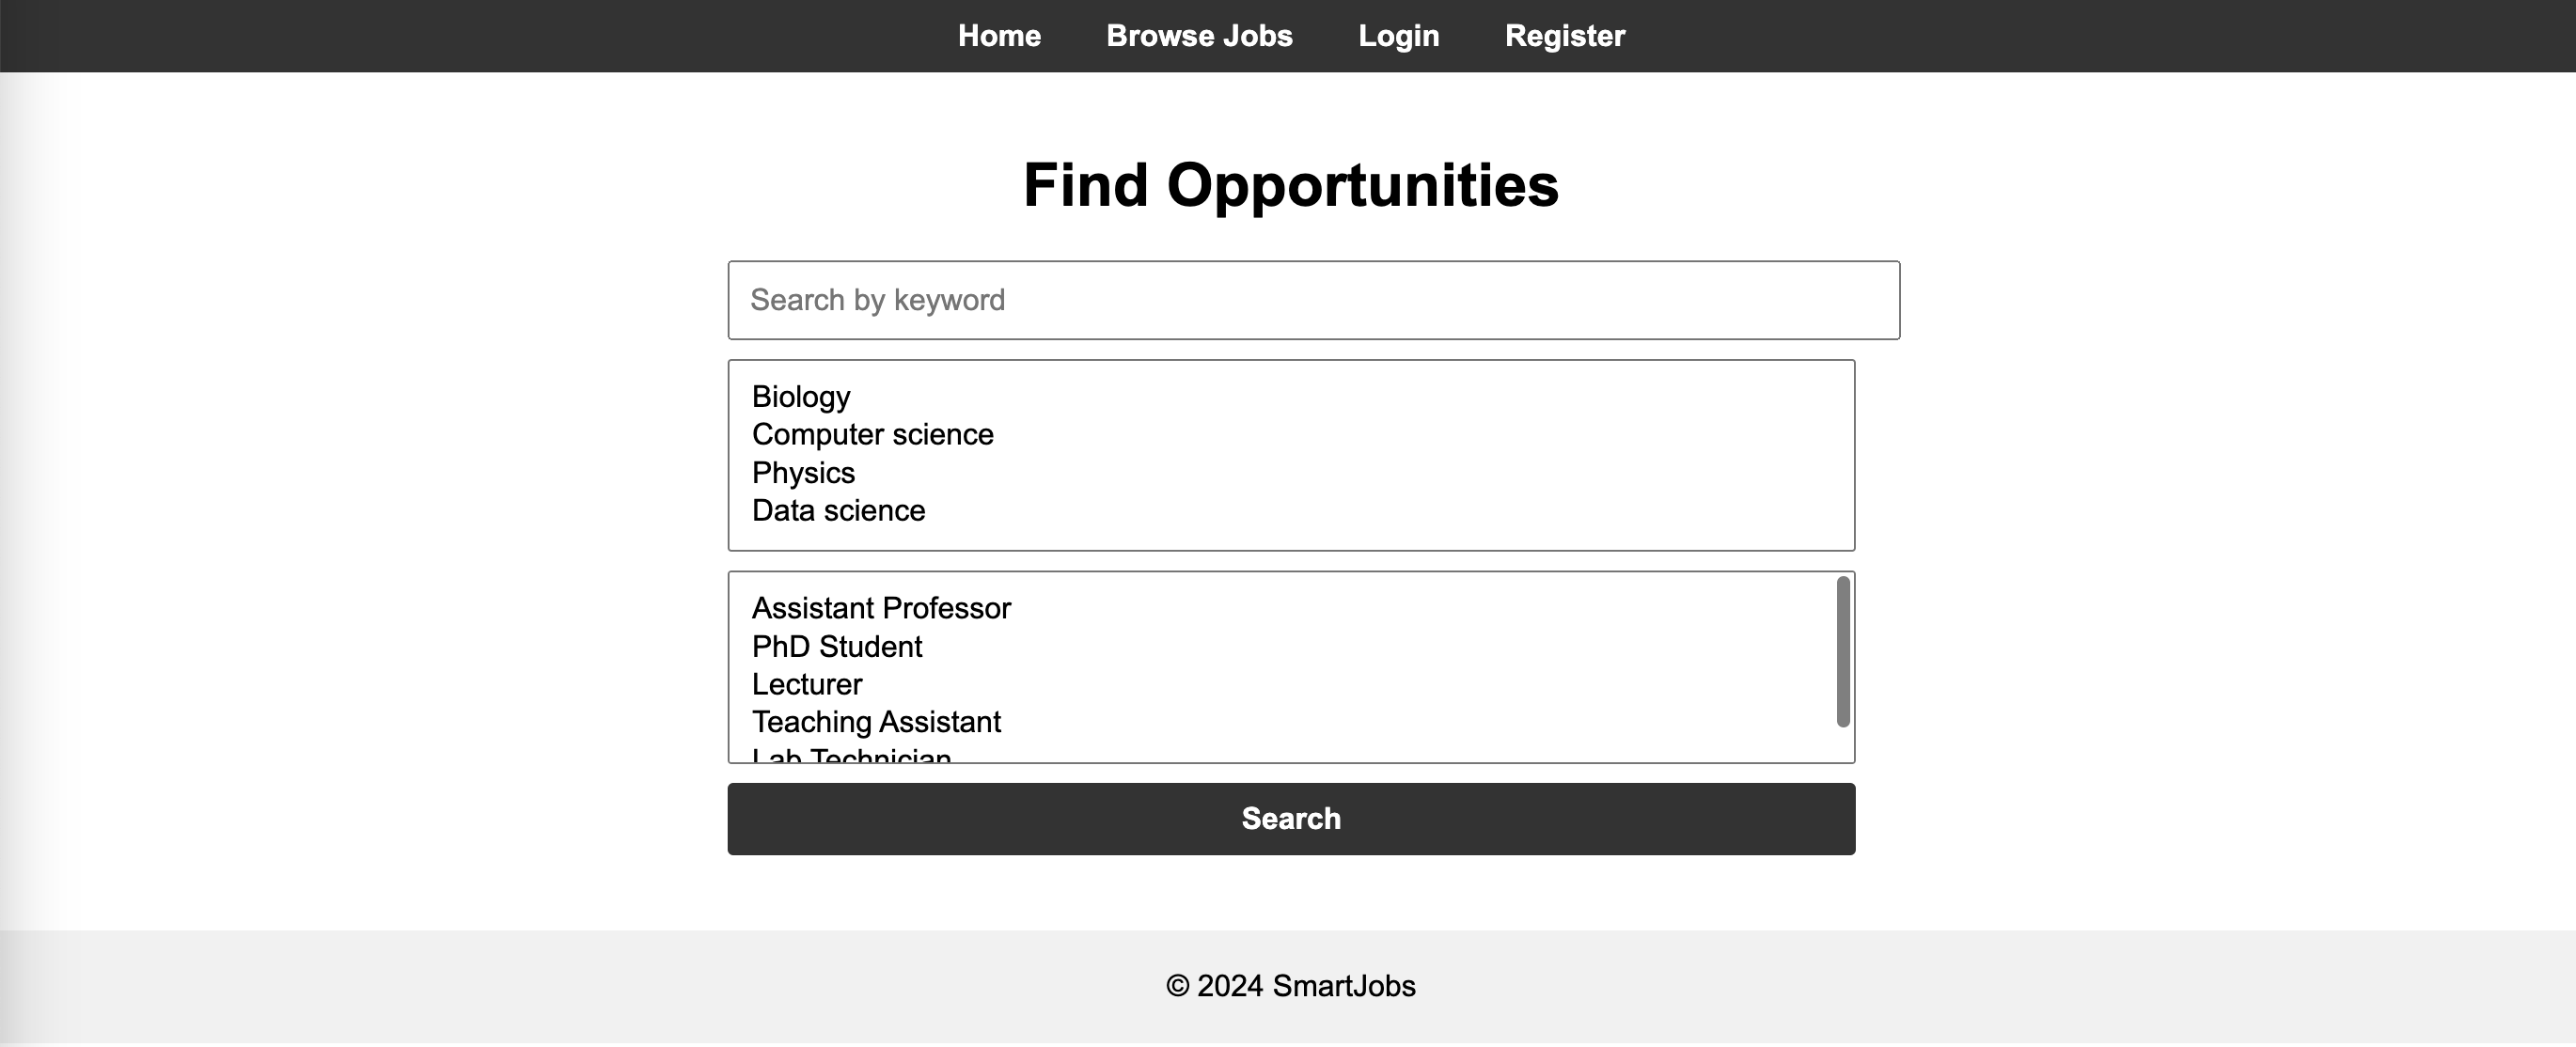 Home Browse Jobs Login Register
Find Opportunities
Search by keyword
Biology
Computer science
Physics
Data science
Assistant Professor
PhD Student
Lecturer
Teaching Assistant
Lab Technician
Search
© 2024 SmartJobs